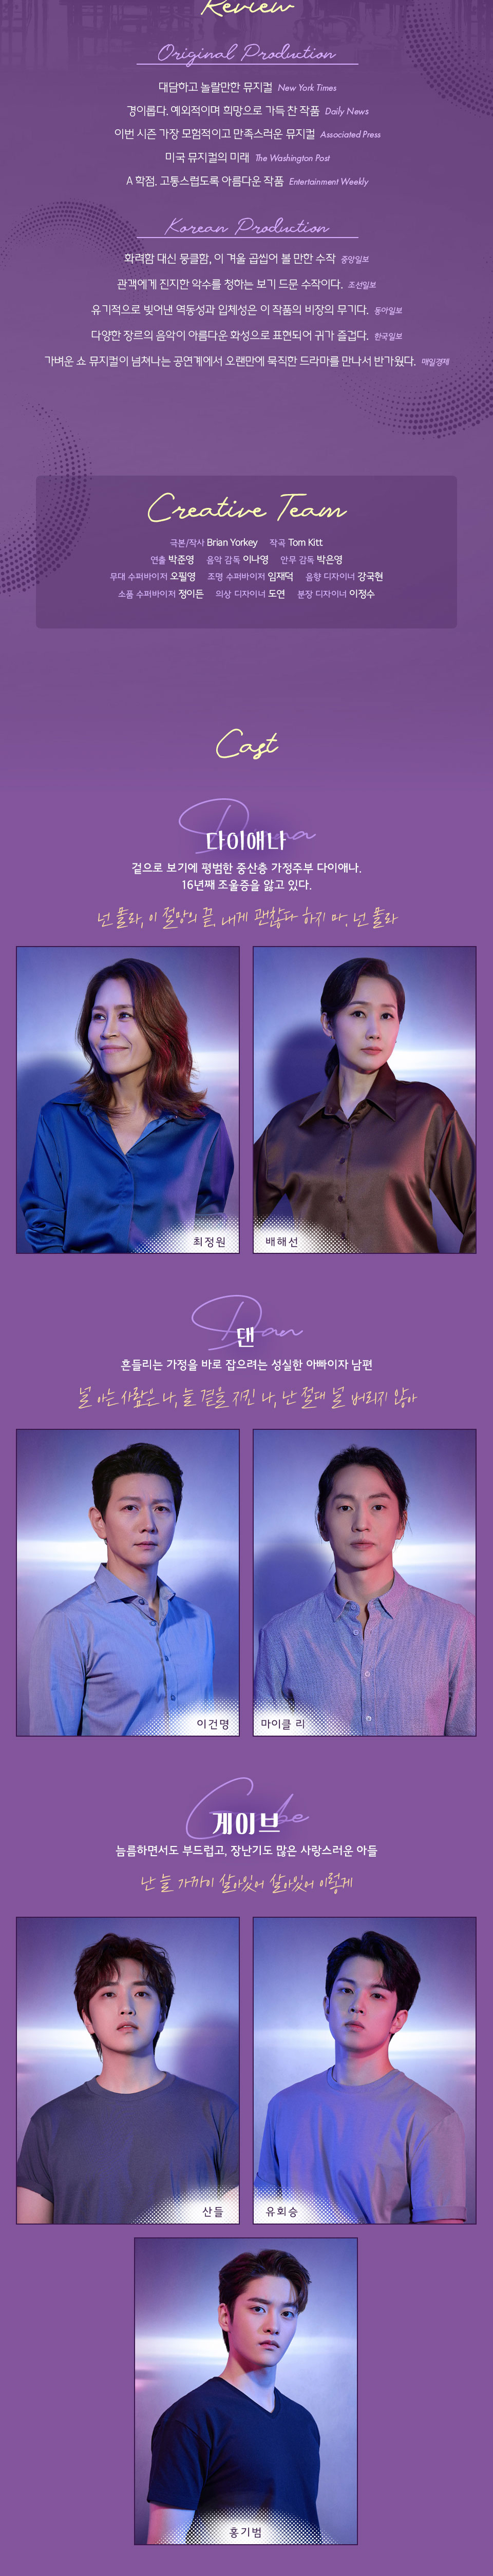 Review
Original Production
대담하고 놀랄만한 뮤지컬 New York Times
경이롭다. 예외적이며 희망으로 가득 찬 작품 Daily News
이번 시즌 가장 모험적이고 만족스러운 뮤지컬 Associated Press
미국 뮤지컬의 미래 The Washington Post
A 학점. 고통스럽도록 아름다운 작품 Entertainment Weekly
Korean Production
화려함 대신 뭉클함, 이 겨울 곱씹어 볼 만한 수작 중앙일보
관객에게 진지한 악수를 청하는 보기 드문 수작이다. 조선일보
유기적으로 빚어낸 역동성과 입체성은 이 작품의 비장의 무기다. 동아일보
다양한 장르의 음악이 아름다운 화성으로 표현되어 귀가 즐겁다. 한국일보
가벼운 쇼 뮤지컬이 넘쳐나는 공연계에서 오랜만에 묵직한 드라마를 만나서 반가웠다. 매일경제
Creative Team
극본/작사 Brian Yorkey 작곡 Tom Kitt
연출 박준영 음악 감독 이나영 안무 감독 박은영
무대 수퍼바이저 오필영 조명 수퍼바이저 임재덕 음향 디자이너 강국현
소품 수퍼바이저 정이든 의상 디자이너 도연 분장 디자이너 이정수
Cast
Diana
다이애나
겉으로 보기에 평범한 중산층 가정주부 다이애나.
16년째 조울증을 앓고 있다.
넌 몰라, 이 절망의 끝, 내게 괜찮다 하지 마. 넌 몰라
최정원
배해선
Dan
댄
흔들리는 가정을 바로 잡으려는 성실한 아빠이자 남편
널 아는 사람은 나, 늘 곁을 지킨 나, 난 절대 널 버리지 않아
이건명
마이클 리
Gabe
게이브
늠름하면서도 부드럽고, 장난기도 많은 사랑스러운 아들
난 늘 가까이 살아있어 살아있어 이렇게
산들
유회승
홍기범